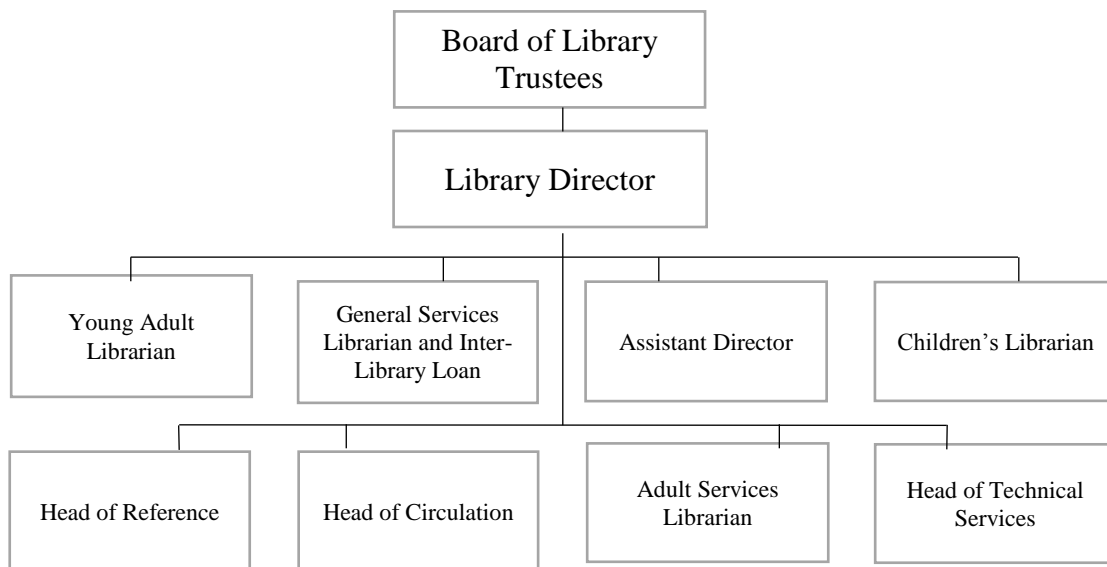 Board of Library
Trustees
Library Director
Young Adult
Librarian
General Services
Librarian and Inter-
Library Loan
Assistant Director
Children’s Librarian
Head of Reference
Head of Circulation
Adult Services
Librarian
Head of Technical
Services